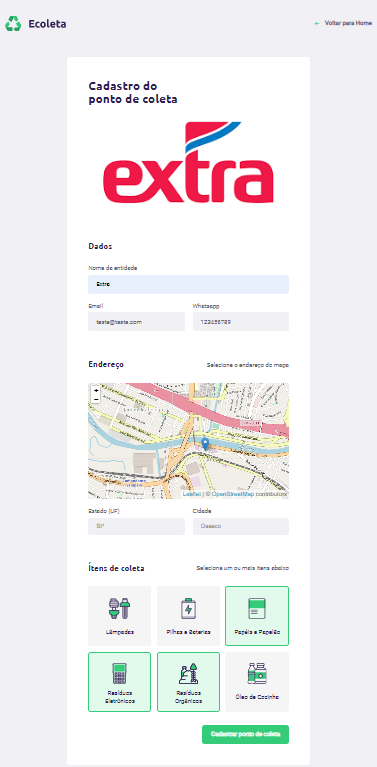 Ecoleta
← Voltar para Home
Cadastro do
ponto de coleta
extra
Dados
Nome da entidade
Extra
Email
Whatsapp
teste@teste.com
123456789
Endereço
Selecione o endereço do mapa
+
−
Leaflet | © OpenStreetMap contributors
Estado (UF)
Cidade
SP
Osasco
Ítens de coleta
Selecione um ou mais itens abaixo
Lâmpadas
Pilhas e Baterias
Papéis e Papelão
Resíduos
Eletrônicos
Resíduos
Orgânicos
Óleo de Cozinha
Cadastrar ponto de coleta